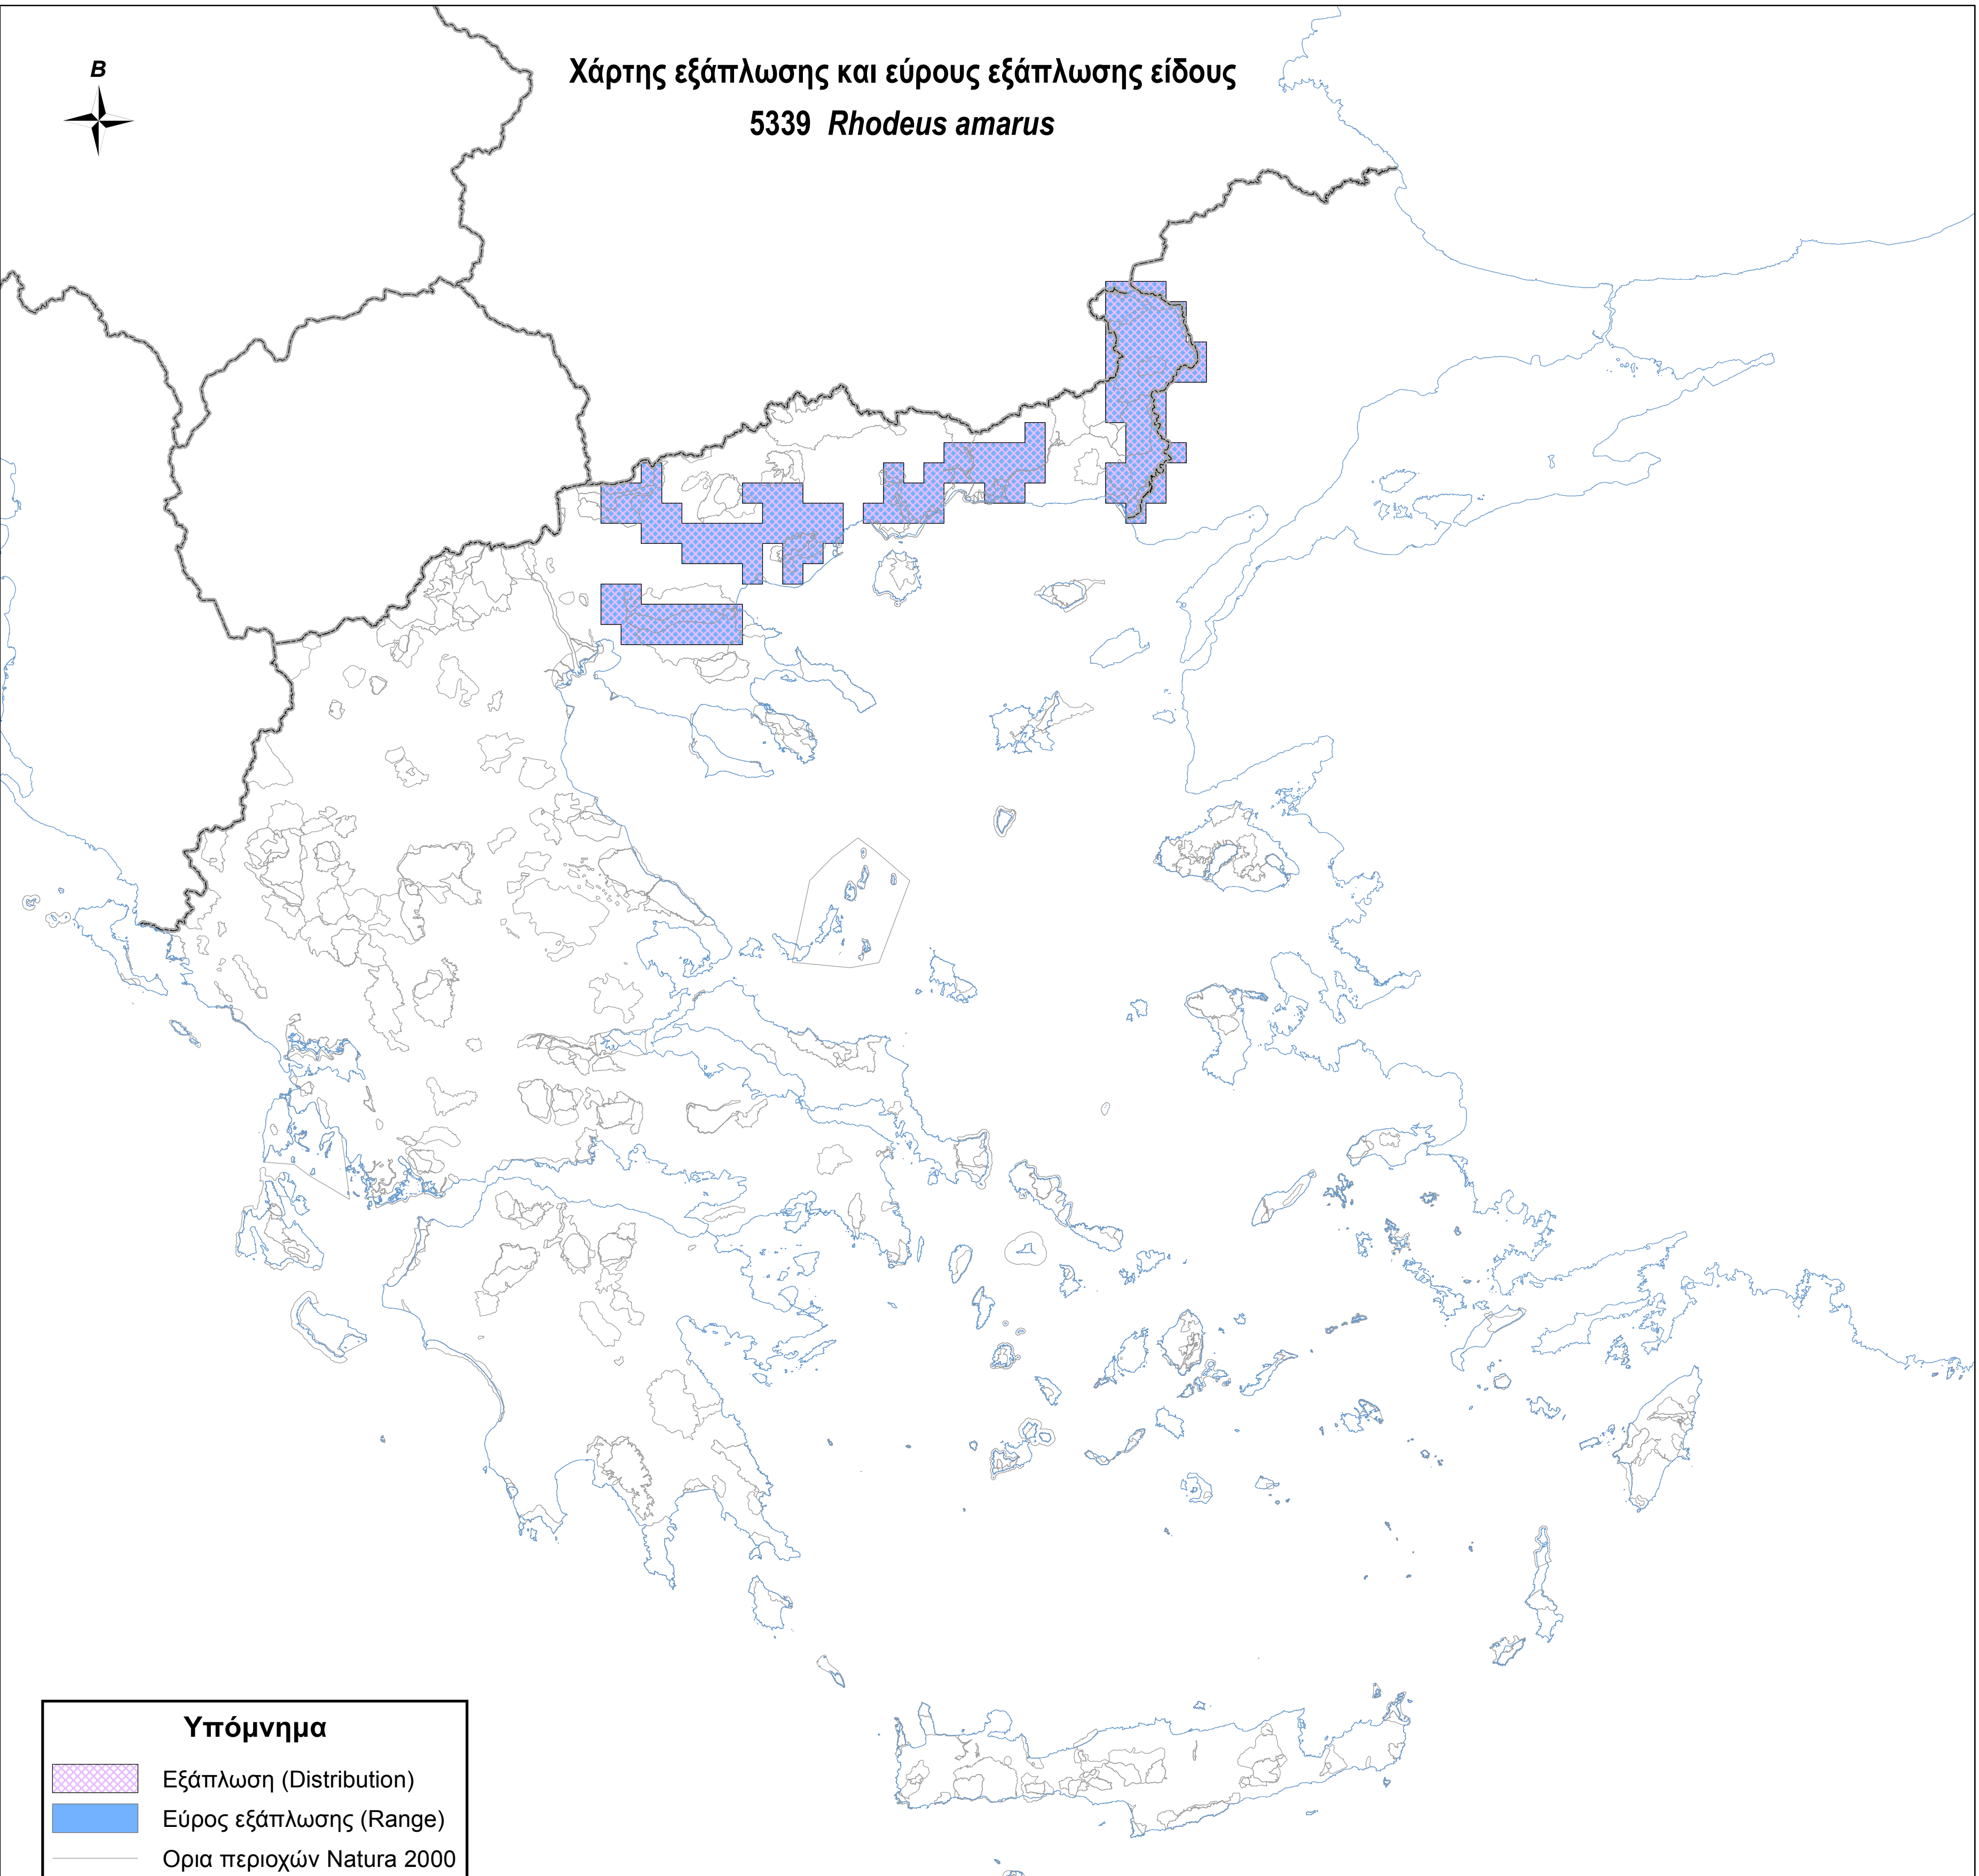 Β
Χάρτης εξάπλωσης και εύρους εξάπλωσης είδους
5339 Rhodeus amarus
Υπόμνημα
Εξάπλωση (Distribution)
Εύρος εξάπλωσης (Range)
Ορια περιοχών Natura 2000